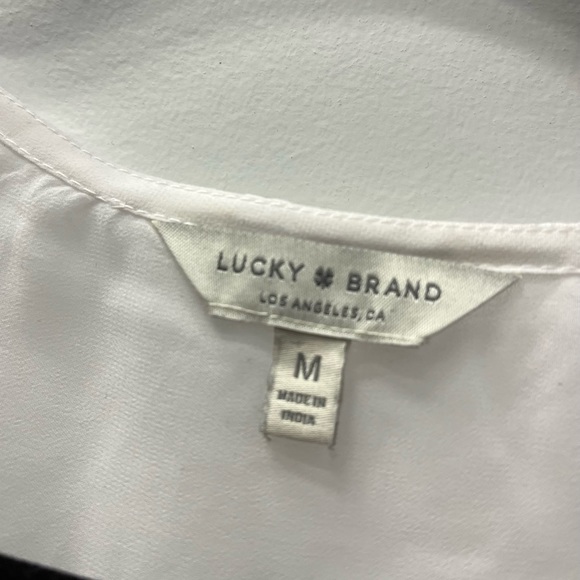 LUCKY BRAND
LOS ANGELES, CA
M
MADE IN
INDIA